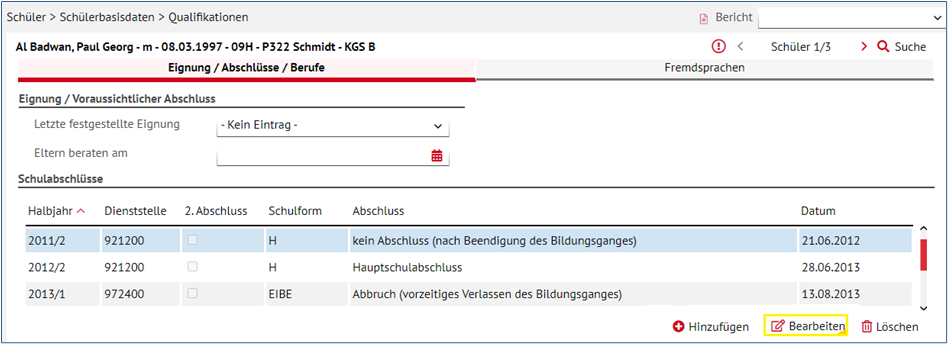 Schüler > Schülerbasisdaten > Qualifikationen Bericht
Al Badwan, Paul Georg - m - 08.03.1997 - 09H - P322 Schmidt - KGS B Schüler 1/3 Suche
Eignung / Abschlüsse / Berufe Fremdsprachen
Eignung / Voraussichtlicher Abschluss
Letzte festgestellte Eignung - Kein Eintrag -
Eltern beraten am
Schulabschlüsse
Halbjahr Dienststelle 2. Abschluss Schulform Abschluss Datum
2011/2 921200 H kein Abschluss (nach Beendigung des Bildungsganges) 21.06.2012
2012/2 921200 H Hauptschulabschluss 28.06.2013
2013/1 972400 EIBE Abbruch (vorzeitiges Verlassen des Bildungsganges) 13.08.2013
Hinzufügen Bearbeiten Löschen